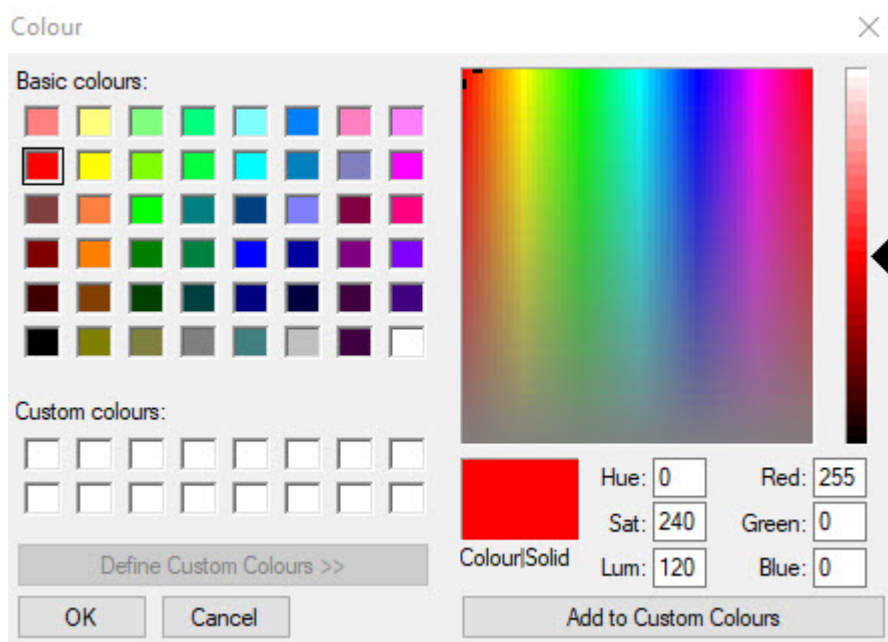 Colour
Basic colours:
Custom colours:
Define Custom Colours >>
OK Cancel
Colour|Solid
Hue: 0 Red: 255
Sat: 240 Green: 0
Lum: 120 Blue: 0
Add to Custom Colours